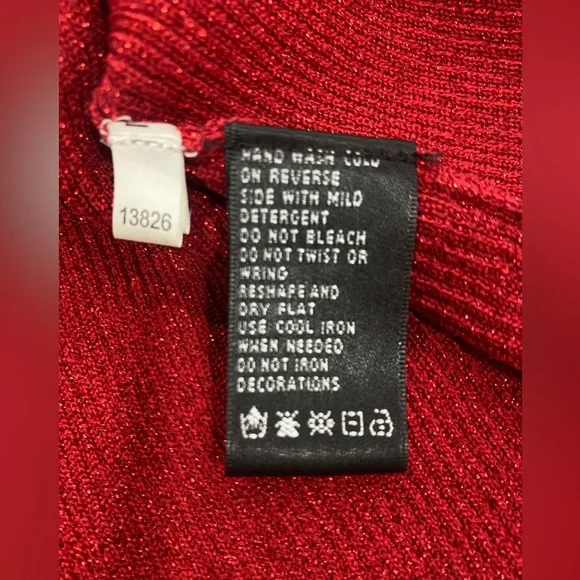 13826
HAND WASH COLD
ON REVERSE
SIDE WITH MILD
DETERGENT
DO NOT BLEACH
DO NOT TWIST OR
WRING
RESHAPE AND
DRY FLAT
USE COOL IRON
WHEN NEEDED
DO NOT IRON
DECORATIONS